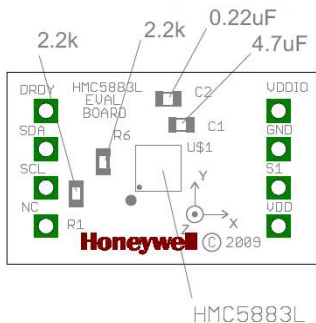 2.2k
2.2k
0.22uF
4.7uF
DRDY
HMC5883L
EVAL
BOARD
C2
VDDIO
SDA
R6
C1
GND
U$1
SCL
S1
Y
NC
R1
X
VDD
Z
Honeywell © 2009
HMC5883L